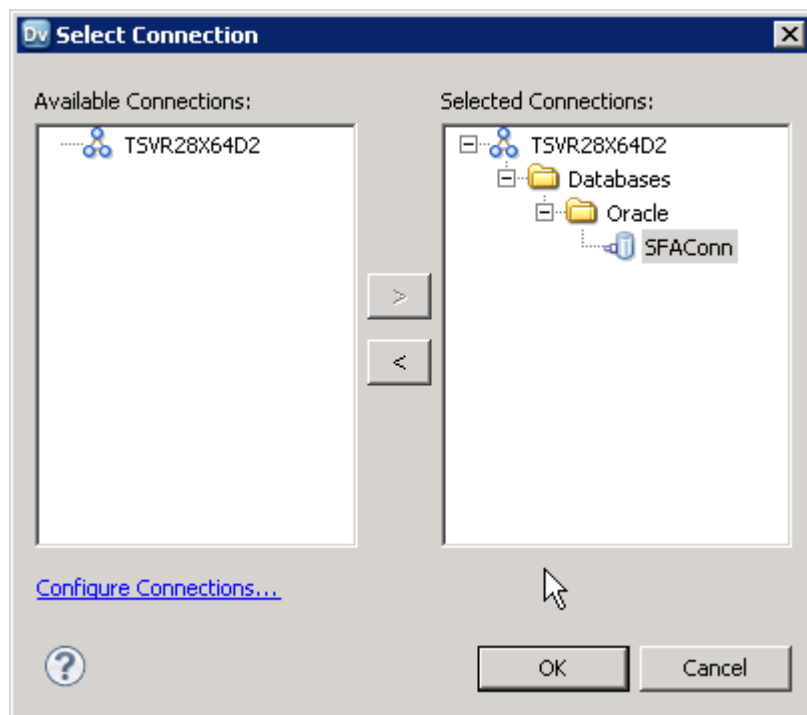 Dv Select Connection
Available Connections:
Selected Connections:
TSVR28X64D2
TSVR28X64D2
Databases
Oracle
SFAConn
>
<
Configure Connections...
?
OK
Cancel